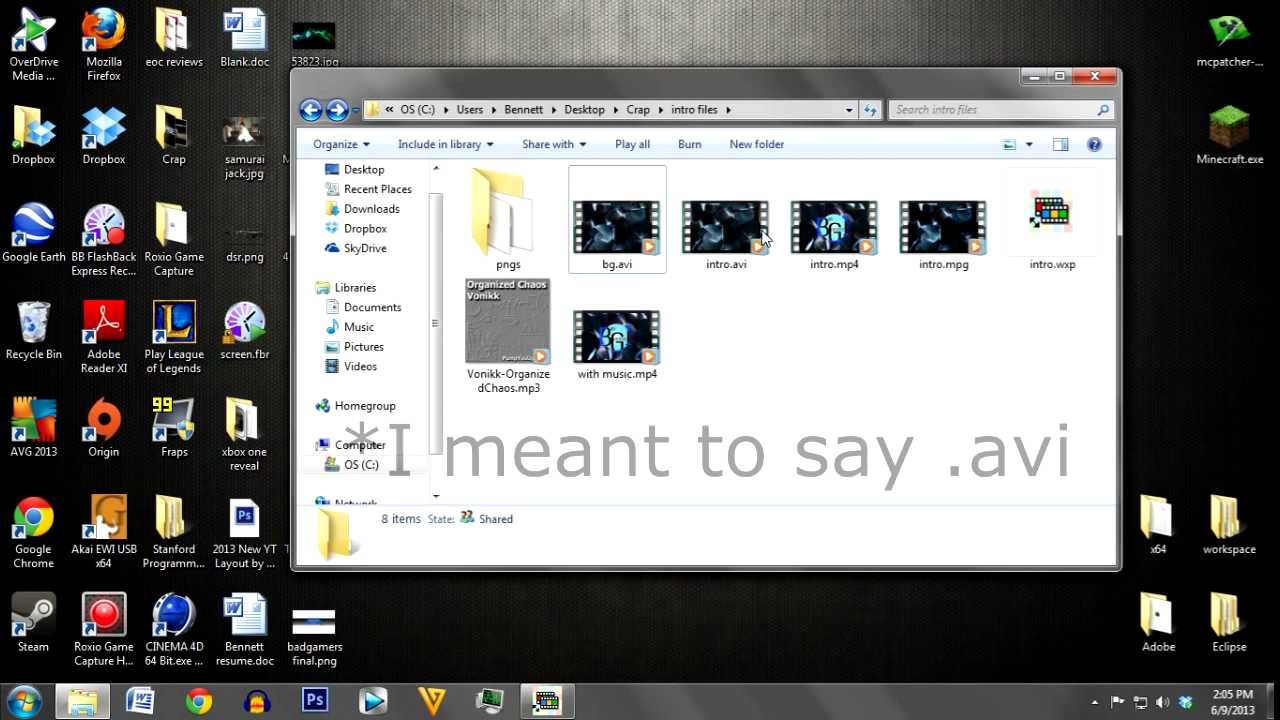 OverDrive
Media ...
Mozilla
Firefox
eoc reviews
Blank.doc
53823.jpg
mcpatcher-...
« OS (C:) Users Bennett Desktop Crap intro files
Search intro files
Organize
Include in library
Share with
Play all
Burn
New folder
Dropbox
Dropbox
Crap
samurai
jack.jpg
Minecraft.exe
Desktop
Recent Places
Downloads
Dropbox
SkyDrive
Libraries
Documents
Music
Pictures
Videos
Homegroup
Computer
OS (C:)
Network
pngs
bg.avi
intro.avi
intro.mp4
intro.mpg
intro.wxp
Organized Chaos
Vonikk
Vonikk-Organize
dChaos.mp3
with music.mp4
*I meant to say .avi
8 items State: Shared
Google Earth
BB FlashBack
Express Rec...
Roxio Game
Capture
dsr.png
Recycle Bin
Adobe
Reader XI
Play League
of Legends
screen.fbr
AVG 2013
Origin
99
Fraps
xbox one
reveal
Google
Chrome
Akai EWI USB
x64
Stanford
Programm...
Ps
2013 New YT
Layout by ...
x64
workspace
Steam
Roxio Game
Capture H...
CINEMA 4D
64 Bit.exe ...
Bennett
resume.doc
badgamers
final.png
Adobe
Eclipse
Ps
2:05 PM
6/9/2013